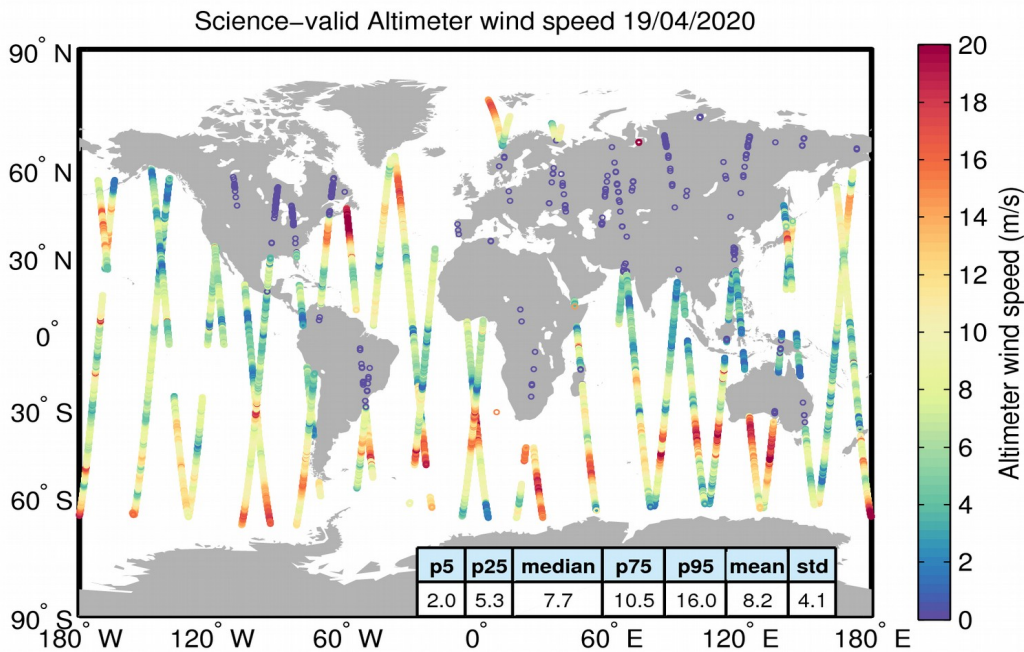 Science−valid Altimeter wind speed 19/04/2020
90° N
60° N
30° N
0°
30° S
60° S
90° S
180° W
120° W
60° W
0°
60° E
120° E
180° E
p5 p25 median p75 p95 mean std
2.0 5.3 7.7 10.5 16.0 8.2 4.1
20
18
16
14
12
10
8
6
4
2
0
Altimeter wind speed (m/s)